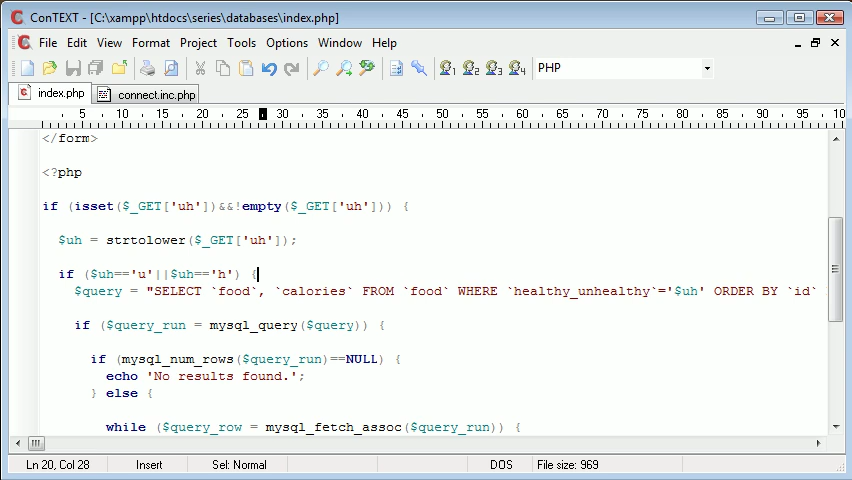 ConTEXT - [C:\xampp\htdocs\series\databases\index.php]
File Edit View Format Project Tools Options Window Help
1 2 3 4 PHP
index.php connect.inc.php
5 10 15 20 25 30 35 40 45 50 55 60 65 70 75 80 85 90 95 10
</form>
<?php
if (isset($_GET['uh'])&&!empty($_GET['uh'])) {
$uh = strtolower($_GET['uh']);
if ($uh=='u'||$uh=='h') {
$query = "SELECT `food`, `calories` FROM `food` WHERE `healthy_unhealthy`='$uh' ORDER BY `id`
if ($query_run = mysql_query($query)) {
if (mysql_num_rows($query_run)==NULL) {
echo 'No results found.';
} else {
while ($query_row = mysql_fetch_assoc($query_run)) {
Ln 20, Col 28 Insert Sel: Normal DOS File size: 969